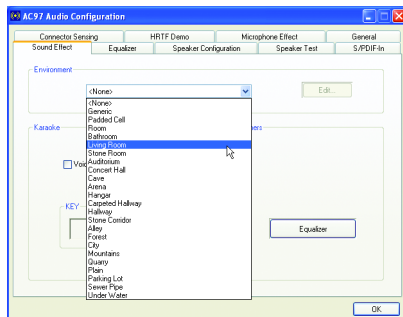 AC97 Audio Configuration
Connector Sensing HRTF Demo Microphone Effect General
Sound Effect Equalizer Speaker Configuration Speaker Test S/PDIF-In
Environment
<None> Edit...
<None>
Generic
Padded Cell
Room
Bathroom
Living Room
Stone Room
Auditorium
Concert Hall
Cave
Arena
Hangar
Carpeted Hallway
Hallway
Stone Corridor
Alley
Forest
City
Mountains
Quarry
Plain
Parking Lot
Sewer Pipe
Under Water
Karaoke
KEY
Equalizer
OK